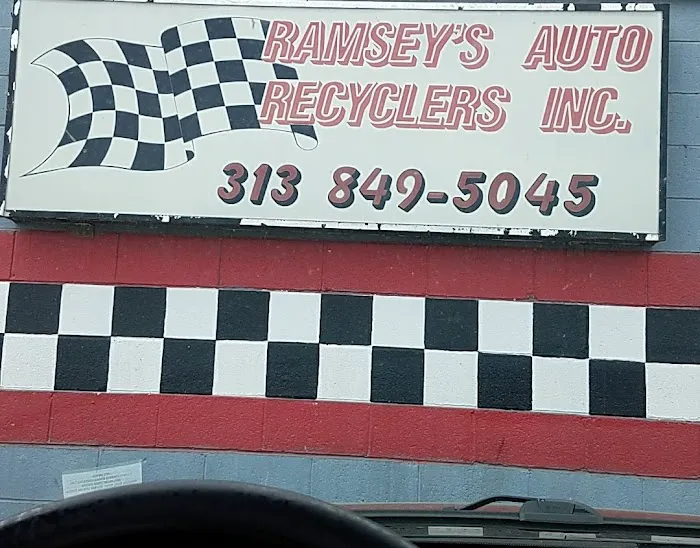 RAMSEY'S AUTO
RECYCLERS INC.
313 849-5045